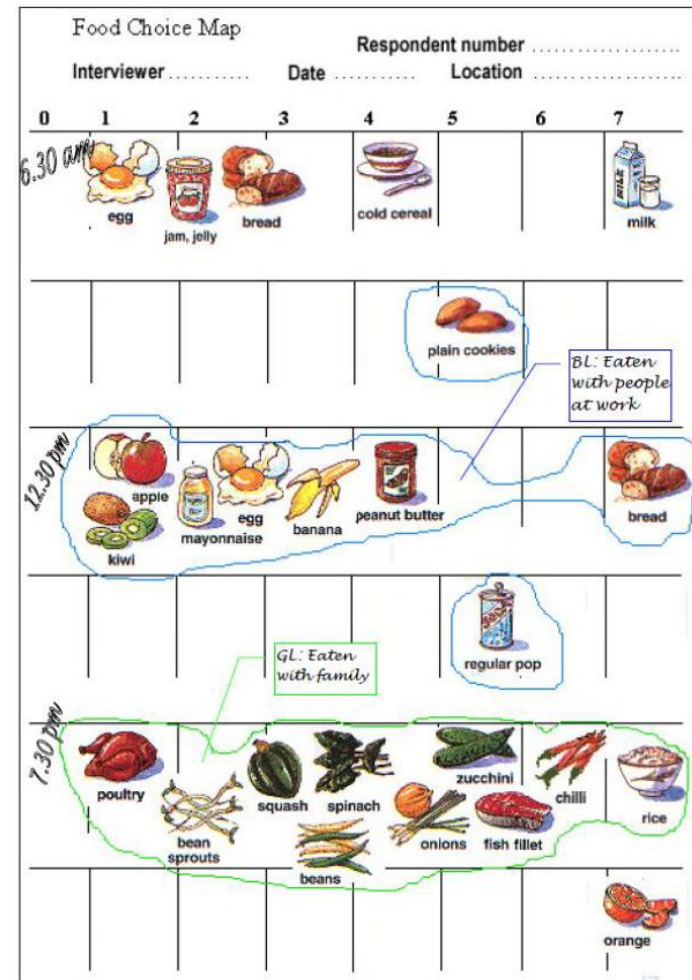 Food Choice Map
Respondent number ....................
Interviewer ........... Date ........... Location ....................
0 1 2 3 4 5 6 7
6.30 am
egg
jam, jelly
bread
cold cereal
MILK
milk
plain cookies
BL: Eaten
with people
at work
12.30 pm
apple
kiwi
mayonnaise
egg
banana
peanut butter
bread
regular pop
GL: Eaten
with family
7.30 pm
poultry
bean
sprouts
squash
spinach
beans
zucchini
onions
fish fillet
chilli
rice
orange